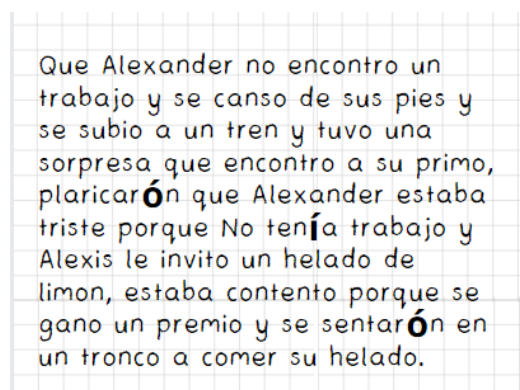 Que Alexander no encontro un
trabajo y se canso de sus pies y
se subio a un tren y tuvo una
sorpresa que encontro a su primo,
plaricarón que Alexander estaba
triste porque No tenía trabajo y
Alexis le invito un helado de
limon, estaba contento porque se
gano un premio y se sentarón en
un tronco a comer su helado.